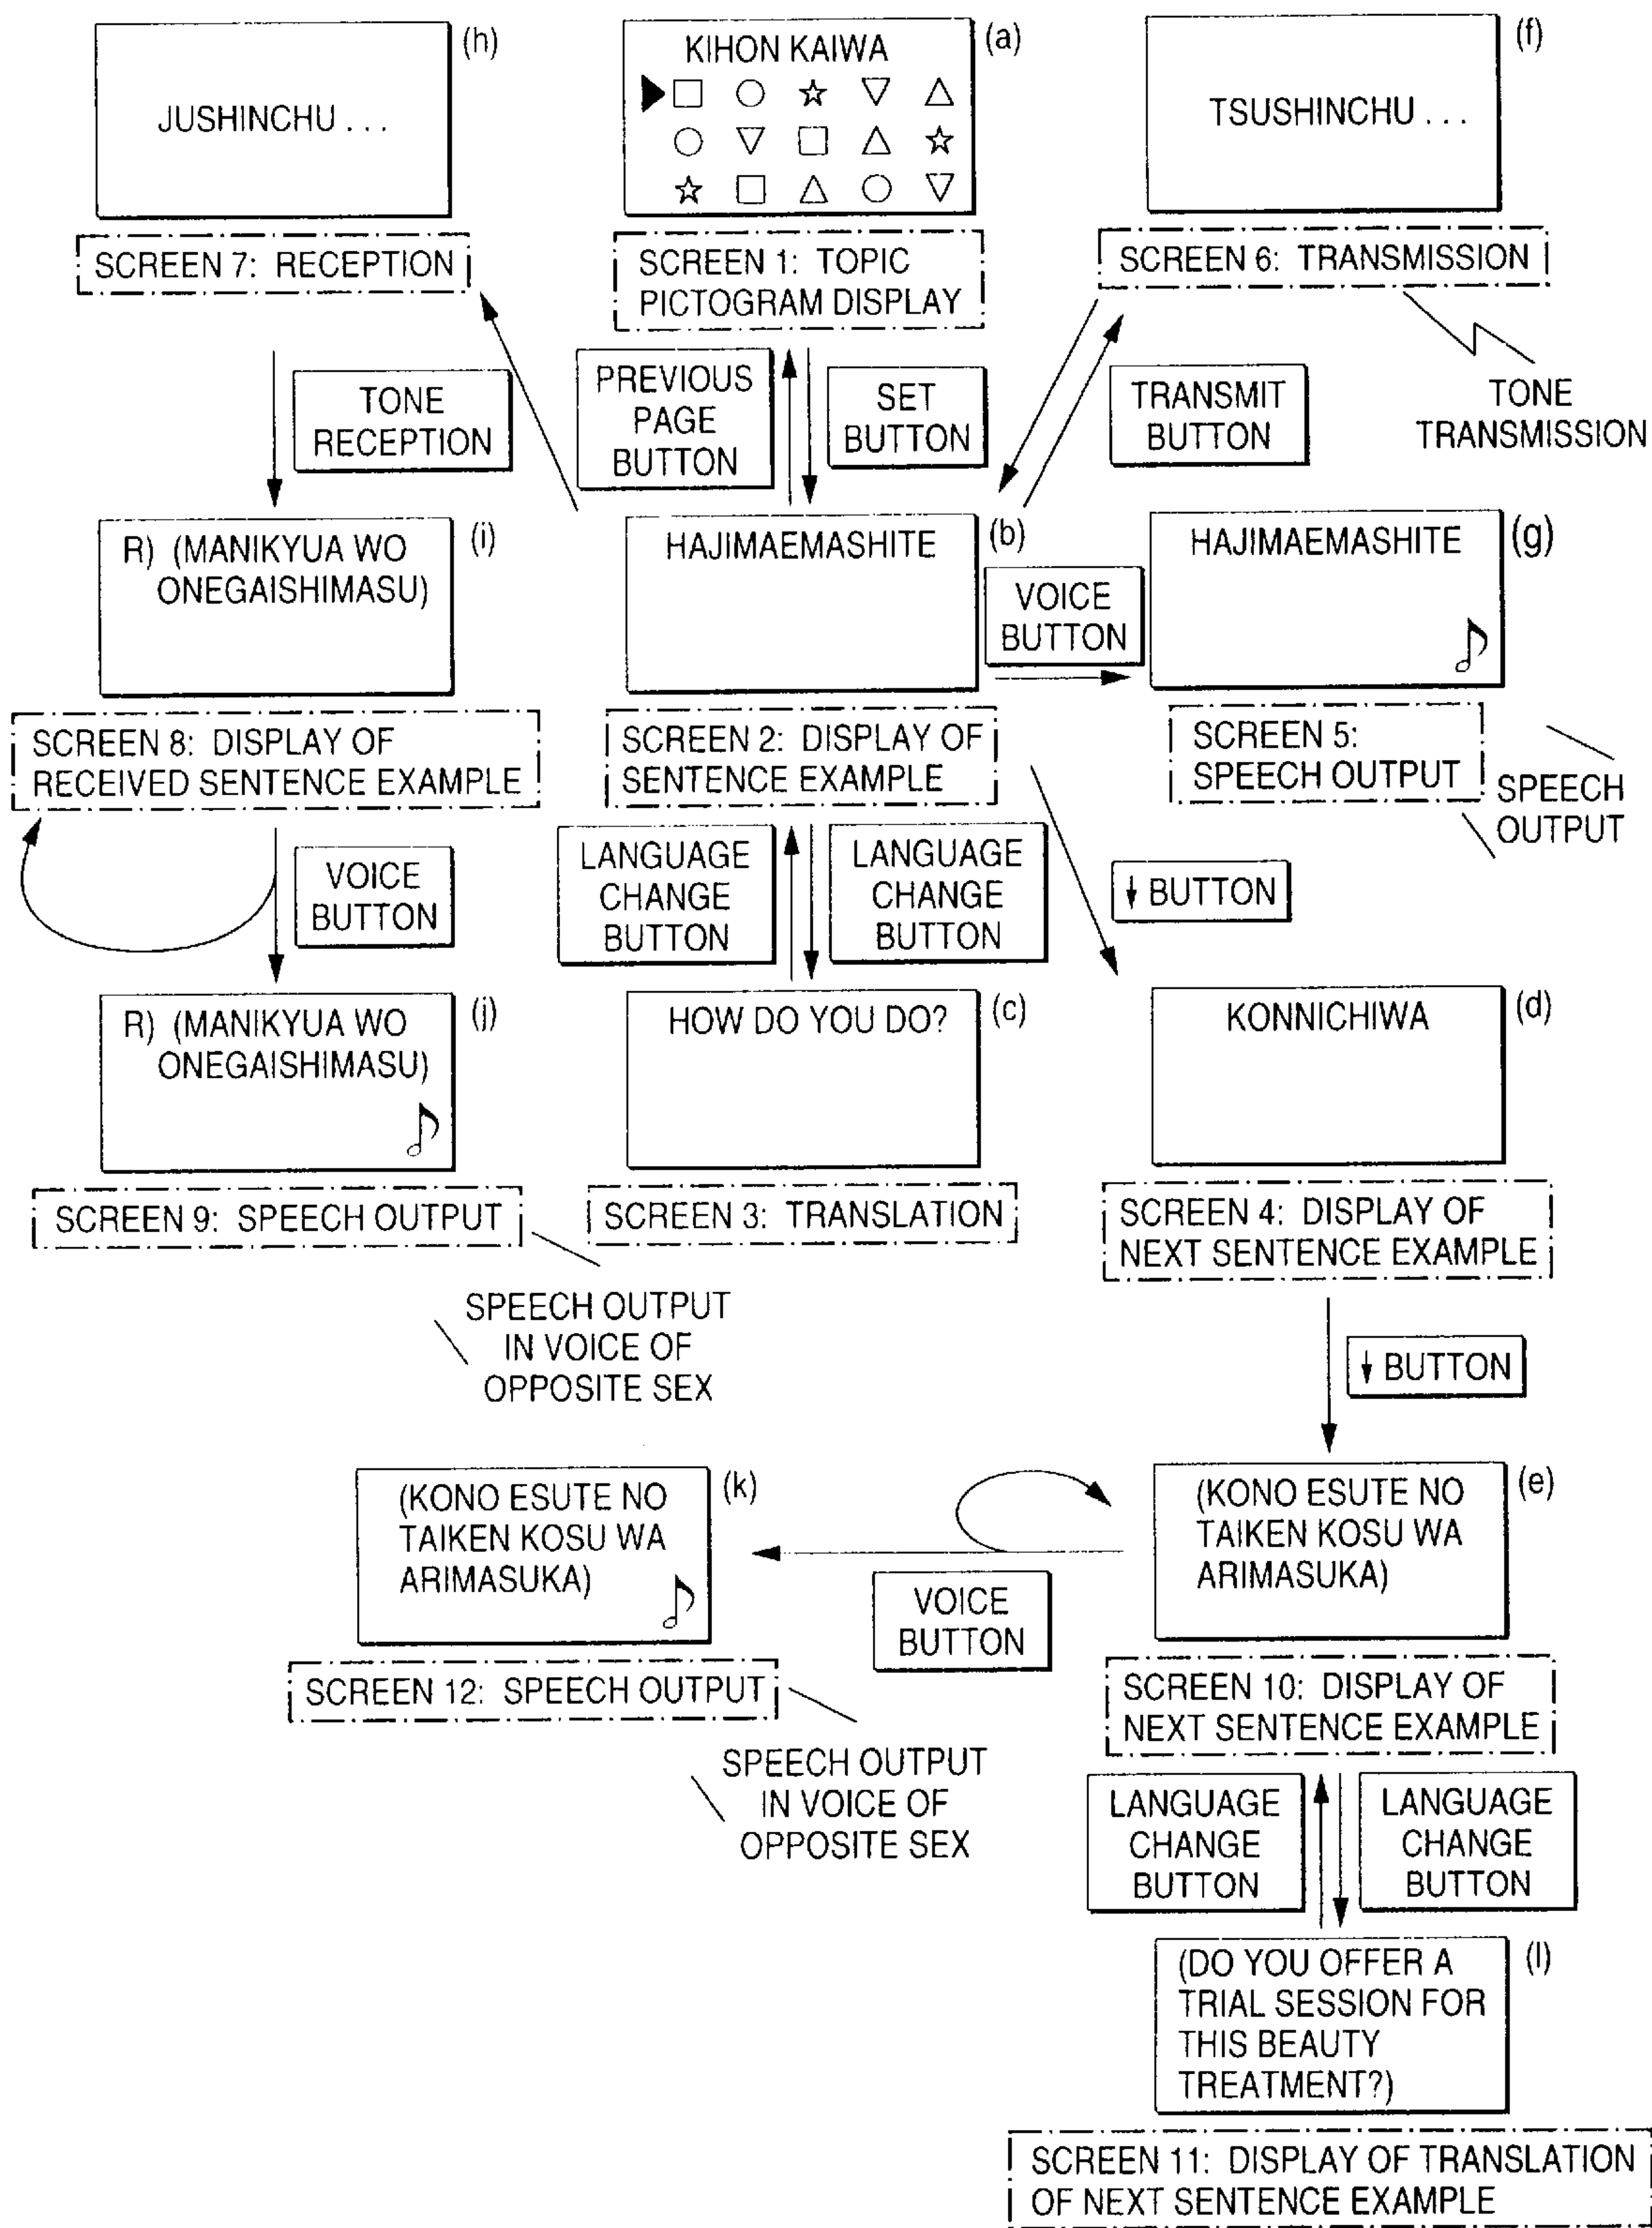 (h)
JUSHINCHU . . .
SCREEN 7: RECEPTION
(a)
KIHON KAIWA
SCREEN 1: TOPIC
PICTOGRAM DISPLAY
(f)
TSUSHINCHU . . .
SCREEN 6: TRANSMISSION
TONE
RECEPTION
PREVIOUS
PAGE
BUTTON
SET
BUTTON
TRANSMIT
BUTTON
TONE
TRANSMISSION
(i)
R) (MANIKYUA WO
ONEGAISHIMASU)
SCREEN 8: DISPLAY OF
RECEIVED SENTENCE EXAMPLE
(b)
HAJIMAEMASHITE
SCREEN 2: DISPLAY OF
SENTENCE EXAMPLE
VOICE
BUTTON
(g)
HAJIMAEMASHITE
SCREEN 5:
SPEECH OUTPUT
SPEECH
OUTPUT
VOICE
BUTTON
LANGUAGE
CHANGE
BUTTON
LANGUAGE
CHANGE
BUTTON
↓ BUTTON
(j)
R) (MANIKYUA WO
ONEGAISHIMASU)
SCREEN 9: SPEECH OUTPUT
SPEECH OUTPUT
IN VOICE OF
OPPOSITE SEX
(c)
HOW DO YOU DO?
SCREEN 3: TRANSLATION
(d)
KONNICHIWA
SCREEN 4: DISPLAY OF
NEXT SENTENCE EXAMPLE
↓ BUTTON
(k)
(KONO ESUTE NO
TAIKEN KOSU WA
ARIMASUKA)
SCREEN 12: SPEECH OUTPUT
SPEECH OUTPUT
IN VOICE OF
OPPOSITE SEX
VOICE
BUTTON
(e)
(KONO ESUTE NO
TAIKEN KOSU WA
ARIMASUKA)
SCREEN 10: DISPLAY OF
NEXT SENTENCE EXAMPLE
LANGUAGE
CHANGE
BUTTON
LANGUAGE
CHANGE
BUTTON
(l)
(DO YOU OFFER A
TRIAL SESSION FOR
THIS BEAUTY
TREATMENT?)
SCREEN 11: DISPLAY OF TRANSLATION
OF NEXT SENTENCE EXAMPLE